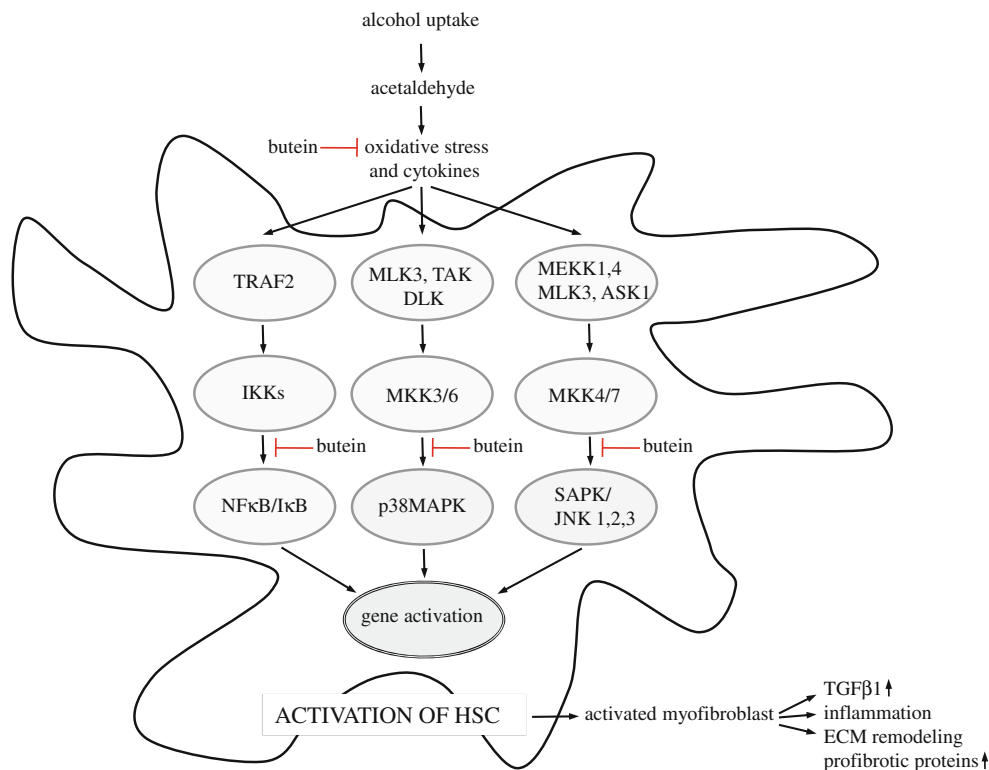 alcohol uptake
acetaldehyde
butein
oxidative stress
and cytokines
TRAF2
MLK3, TAK
DLK
MEKK1,4
MLK3, ASK1
IKKs
MKK3/6
MKK4/7
butein
butein
butein
NFκB/IκB
p38MAPK
SAPK/
JNK 1,2,3
gene activation
ACTIVATION OF HSC
activated myofibroblast
TGFβ1
inflammation
ECM remodeling
profibrotic proteins